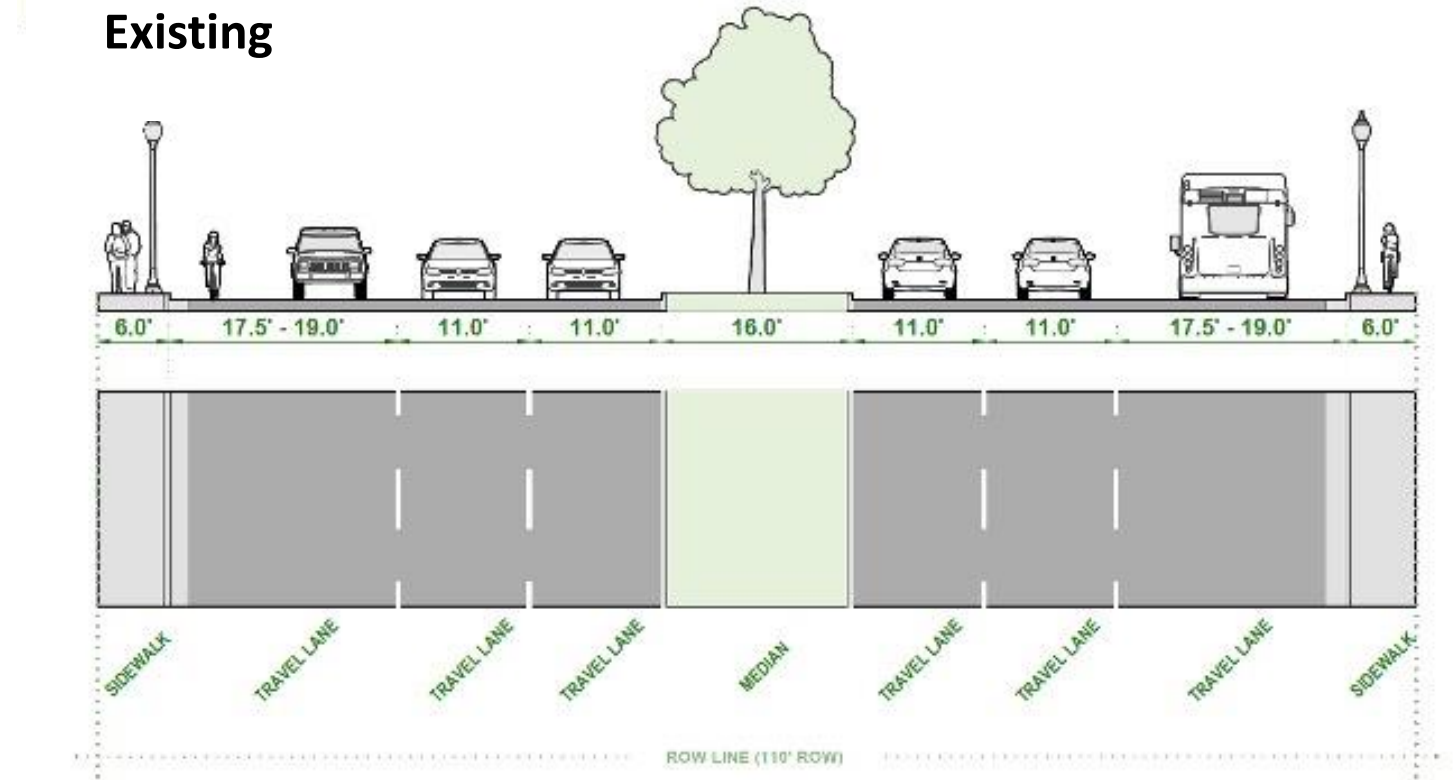 Existing
6.0' 17.5' - 19.0' 11.0' 11.0' 16.0' 11.0' 11.0' 17.5' - 19.0' 6.0'
SIDEWALK TRAVEL LANE TRAVEL LANE TRAVEL LANE MEDIAN TRAVEL LANE TRAVEL LANE TRAVEL LANE SIDEWALK
ROW LINE (110' ROW)